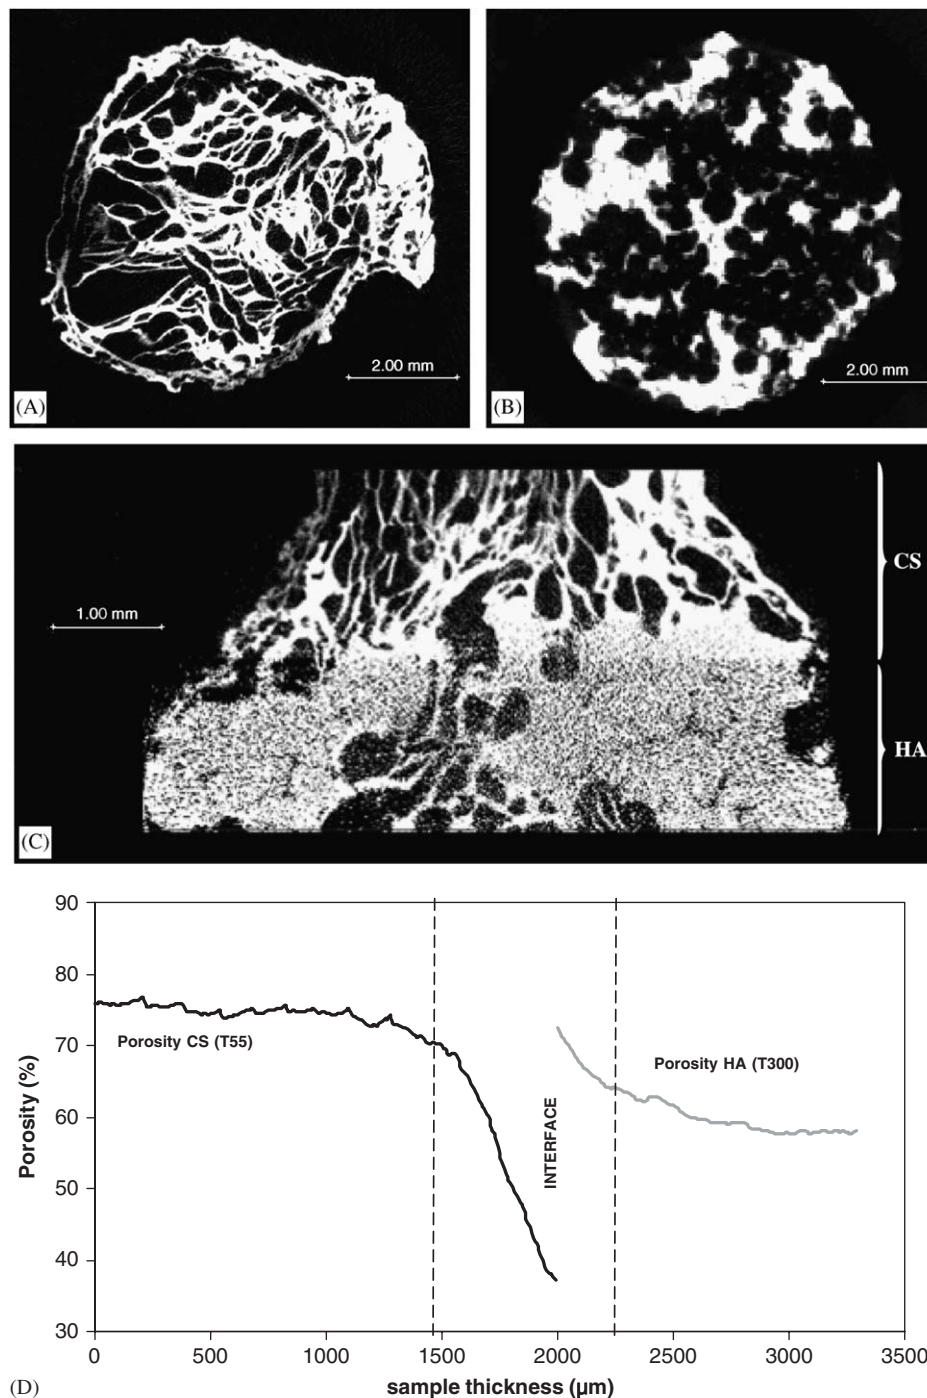 2.00 mm
(A)
2.00 mm
(B)
CS
1.00 mm
HA
(C)
90
80
70
60
50
40
30
Porosity (%)
Porosity CS (T55)
INTERFACE
Porosity HA (T300)
0
500
1000
1500
2000
2500
3000
3500
sample thickness (µm)
(D)